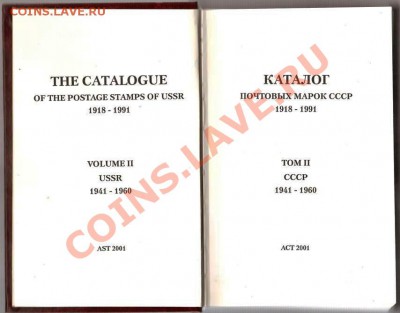 COINS.LAVE.RU
THE CATALOGUE
OF THE POSTAGE STAMPS OF USSR
1918 - 1991
VOLUME II
USSR
1941 - 1960
AST 2001
КАТАЛОГ
ПОЧТОВЫХ МАРОК СССР
1918 - 1991
ТОМ II
СССР
1941 - 1960
АСТ 2001
COINS.LAVE.RU
COINS.LAVE.RU
COINS.LAVE.RU